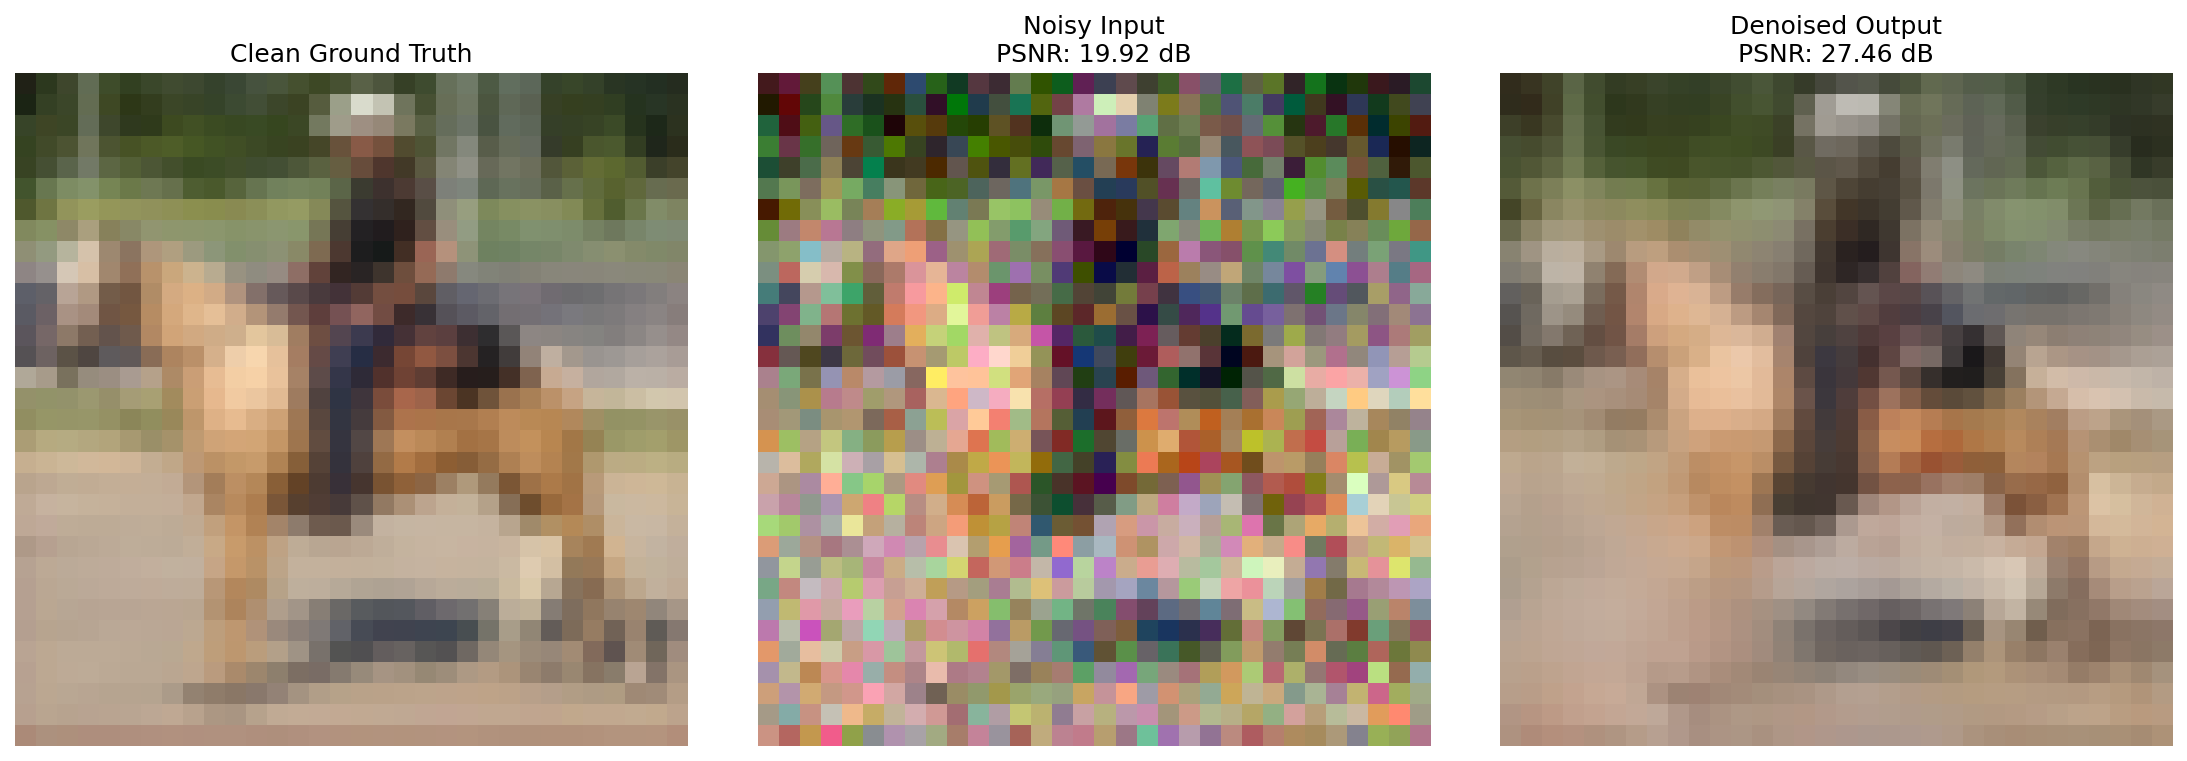 Clean Ground Truth
Noisy Input
PSNR: 19.92 dB
Denoised Output
PSNR: 27.46 dB